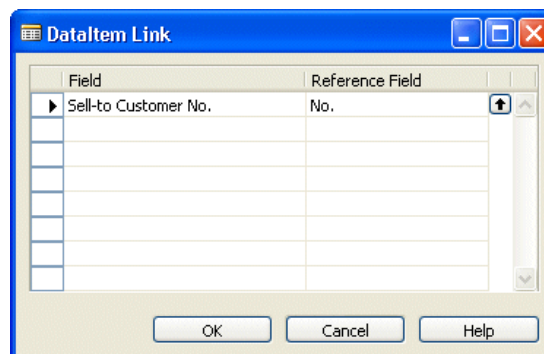 DataItem Link
Field Reference Field
Sell-to Customer No. No.
OK Cancel Help